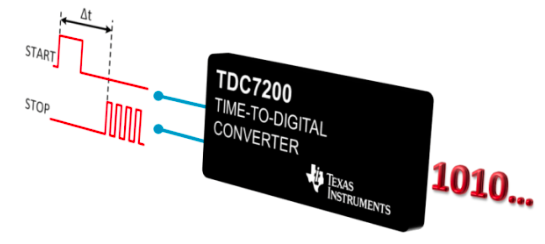 Δt
START
STOP
TDC7200
TIME-TO-DIGITAL
CONVERTER
TEXAS
INSTRUMENTS
1010...